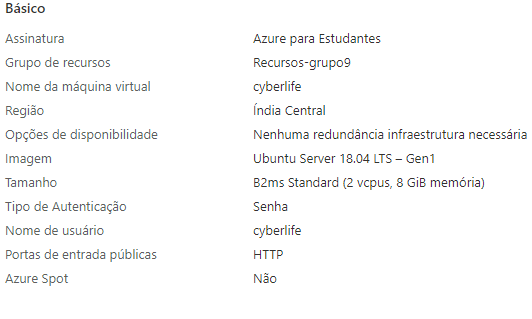 Básico
Assinatura Azure para Estudantes
Grupo de recursos Recursos-grupo9
Nome da máquina virtual cyberlife
Região Índia Central
Opções de disponibilidade Nenhuma redundância infraestrutura necessária
Imagem Ubuntu Server 18.04 LTS – Gen1
Tamanho B2ms Standard (2 vcpus, 8 GiB memória)
Tipo de Autenticação Senha
Nome de usuário cyberlife
Portas de entrada públicas HTTP
Azure Spot Não